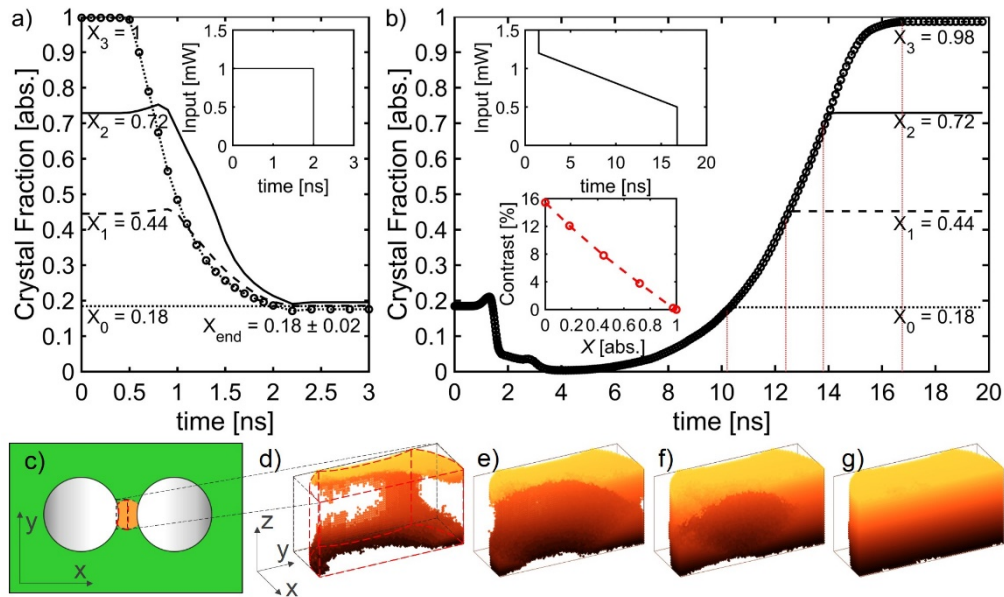 a)
Crystal Fraction [abs.]
1
0.9
0.8
0.7
0.6
0.5
0.4
0.3
0.2
0.1
0
X3 = 1
X2 = 0.72
X1 = 0.44
X0 = 0.18
Xend = 0.18 ± 0.02
0 0.5 1.0 1.5 2.0 2.5 3
time [ns]
Input [mW]
1.5
1
0.5
0
0 1 2 3
time [ns]
b)
Crystal Fraction [abs.]
1
0.9
0.8
0.7
0.6
0.5
0.4
0.3
0.2
0.1
0
X3 = 0.98
X2 = 0.72
X1 = 0.44
X0 = 0.18
0 2 4 6 8 10 12 14 16 18 20
time [ns]
Input [mW]
1.5
1
0.5
0
0 5 10 15 20
time [ns]
Contrast [%]
16
12
8
4
0
0 0.2 0.4 0.6 0.8 1
X [abs.]
c)
y
x
d)
z
y
x
e)
f)
g)